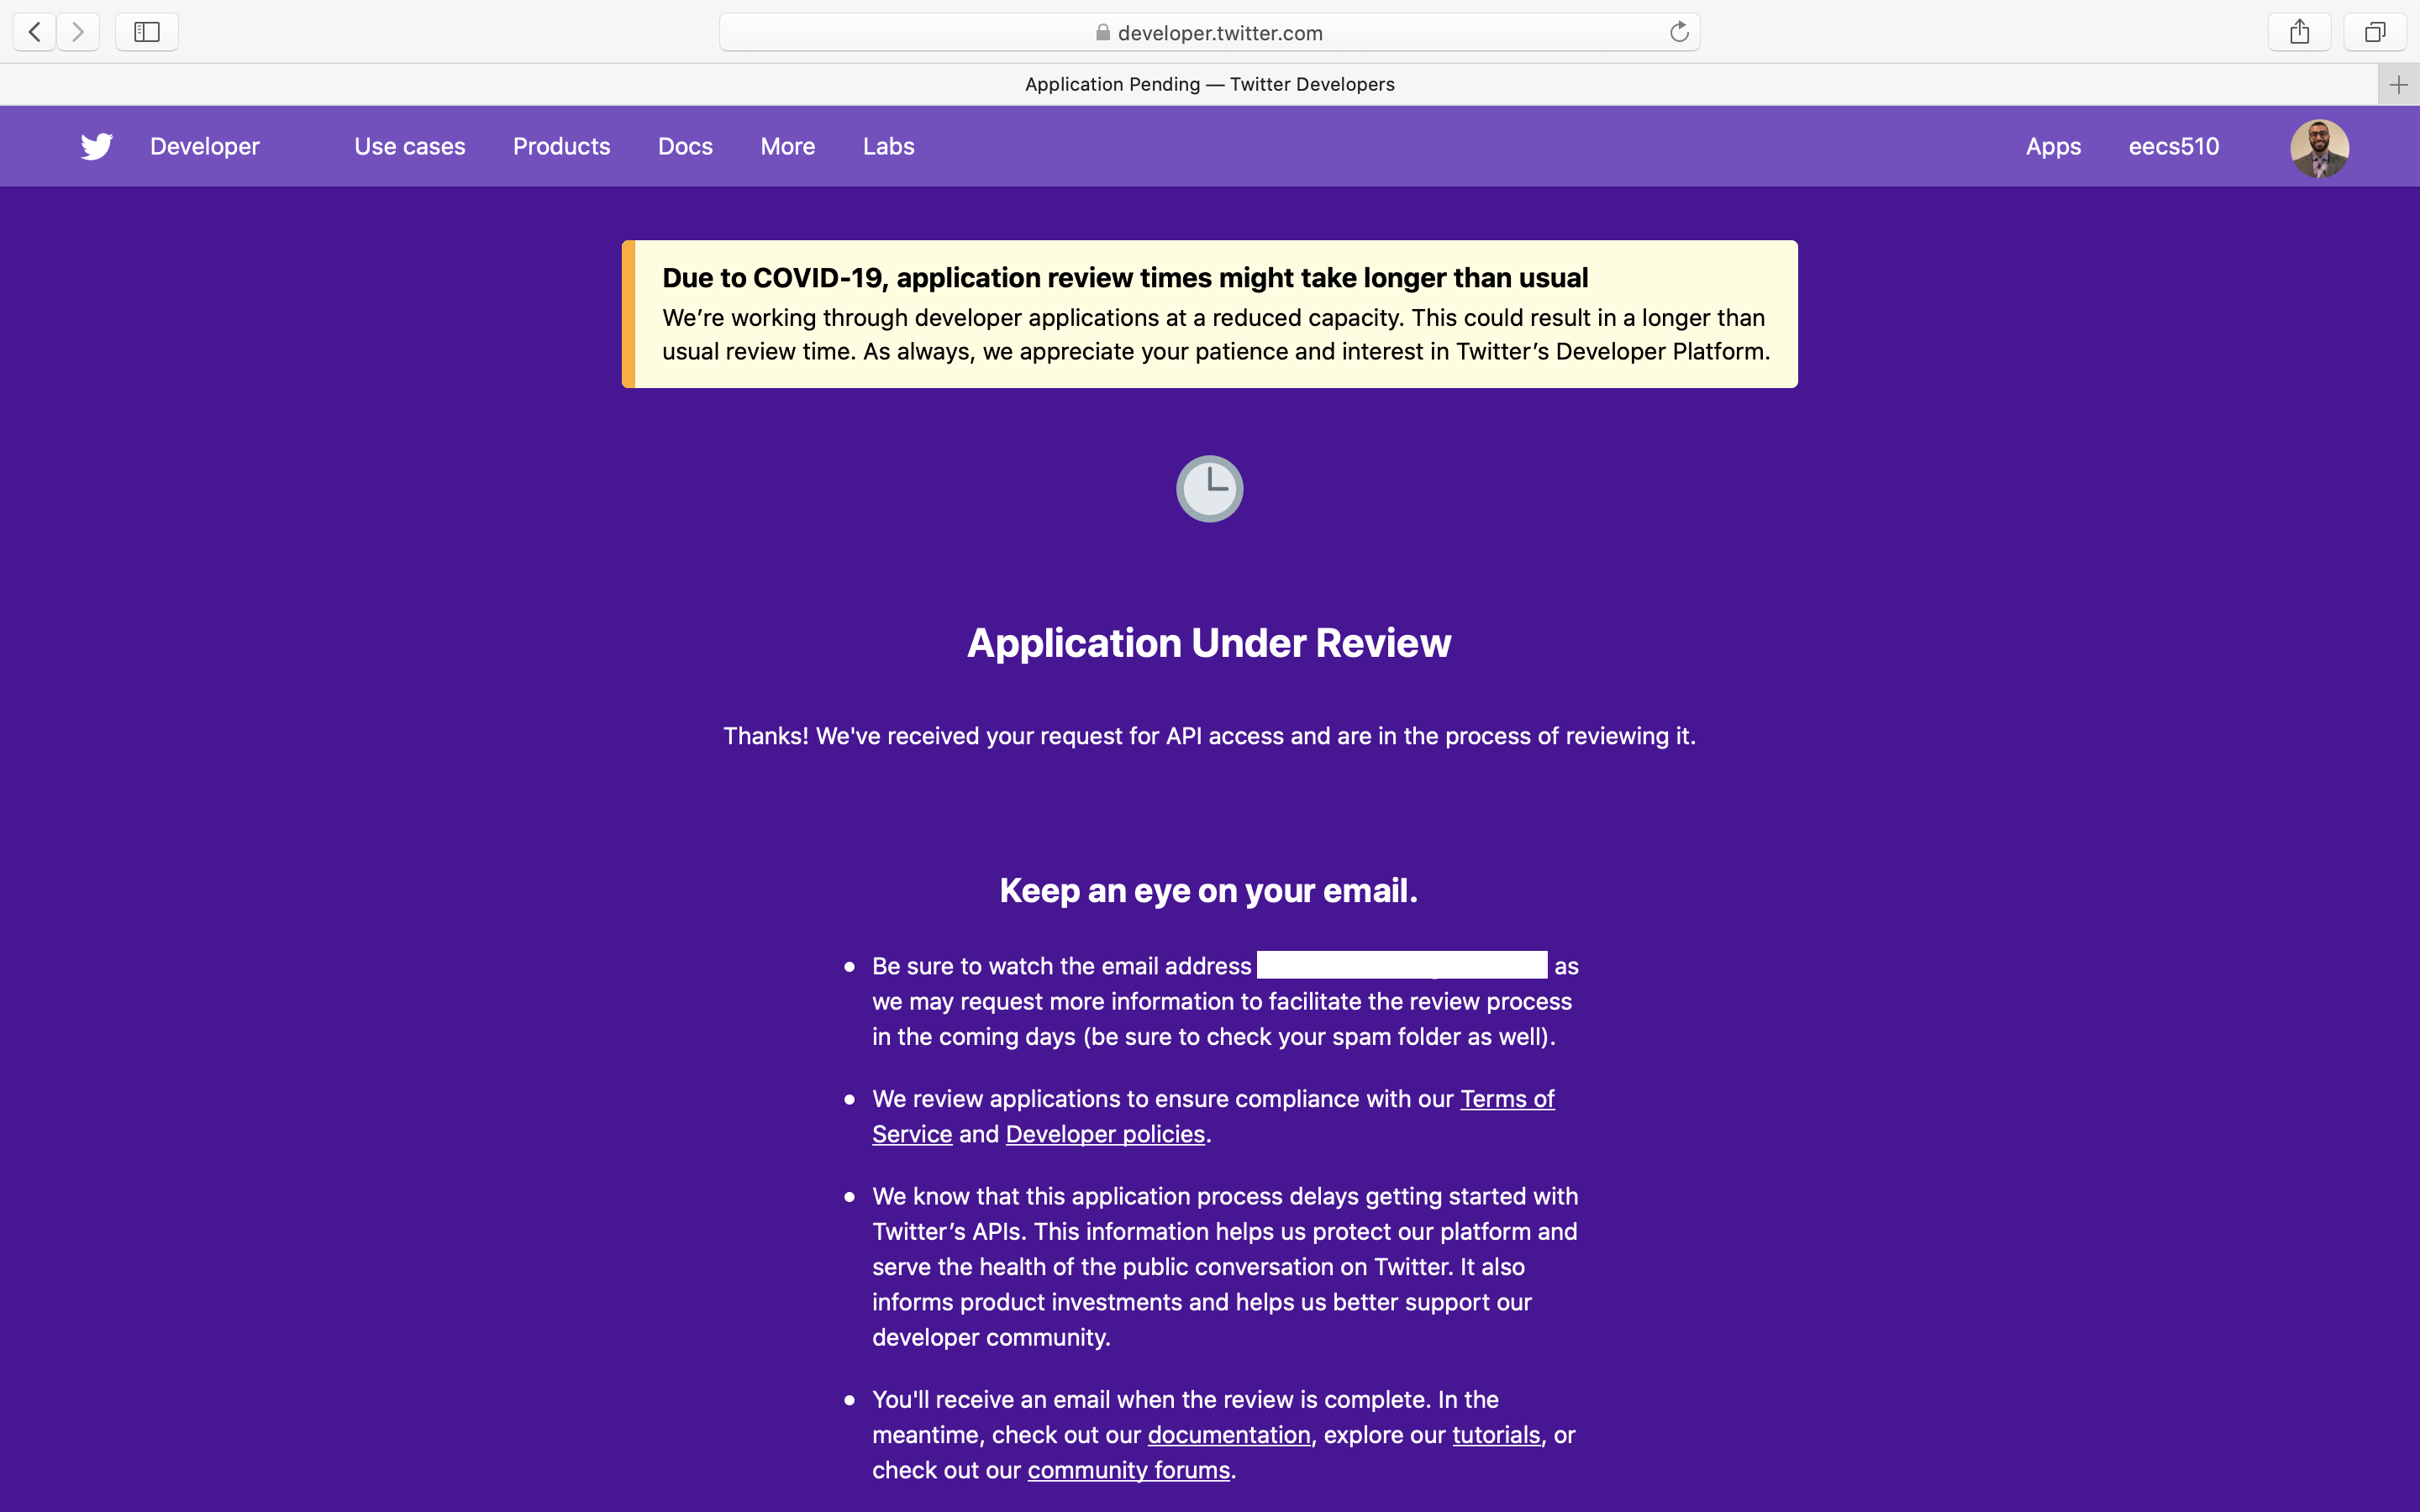 developer.twitter.com
Application Pending — Twitter Developers
Developer Use cases Products Docs More Labs Apps eecs510
Due to COVID-19, application review times might take longer than usual
We’re working through developer applications at a reduced capacity. This could result in a longer than
usual review time. As always, we appreciate your patience and interest in Twitter’s Developer Platform.
Application Under Review
Thanks! We've received your request for API access and are in the process of reviewing it.
Keep an eye on your email.
Be sure to watch the email address as
we may request more information to facilitate the review process
in the coming days (be sure to check your spam folder as well).
We review applications to ensure compliance with our Terms of
Service and Developer policies.
We know that this application process delays getting started with
Twitter’s APIs. This information helps us protect our platform and
serve the health of the public conversation on Twitter. It also
informs product investments and helps us better support our
developer community.
You'll receive an email when the review is complete. In the
meantime, check out our documentation, explore our tutorials, or
check out our community forums.